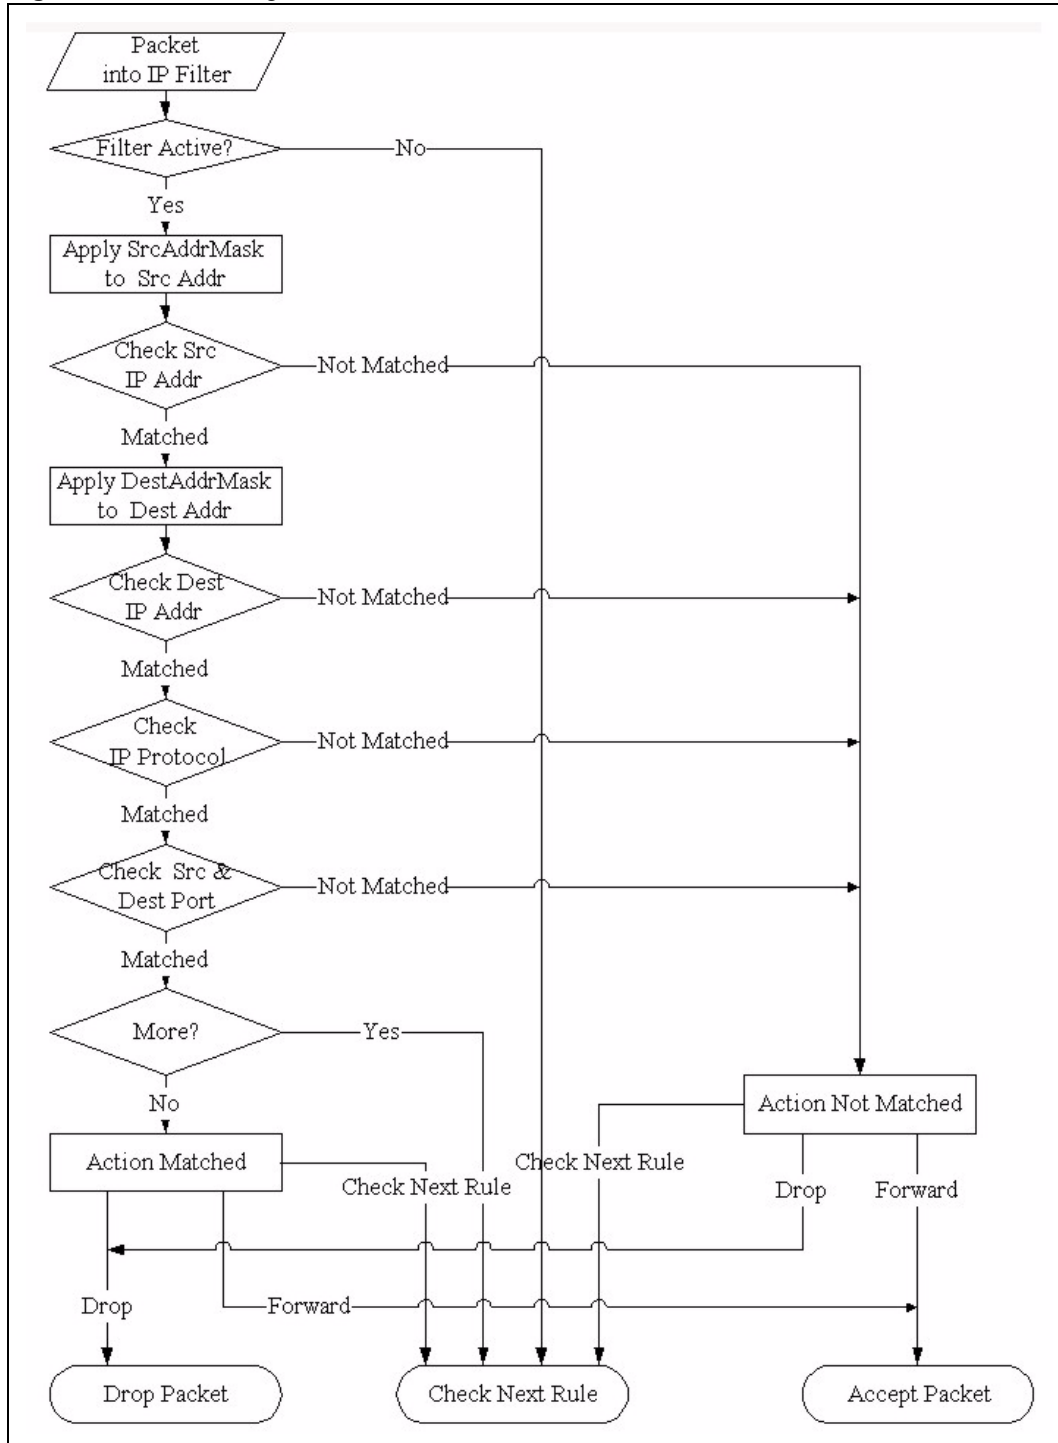 Packet
into IP Filter
Filter Active?
No
Yes
Apply SrcAddrMask
to Src Addr
Check Src
IP Addr
Not Matched
Matched
Apply DestAddrMask
to Dest Addr
Check Dest
IP Addr
Not Matched
Matched
Check
IP Protocol
Not Matched
Matched
Check Src &
Dest Port
Not Matched
Matched
More?
Yes
No
Action Not Matched
Action Matched
Check Next Rule
Check Next Rule
Drop
Forward
Drop
Forward
Drop Packet
Check Next Rule
Accept Packet